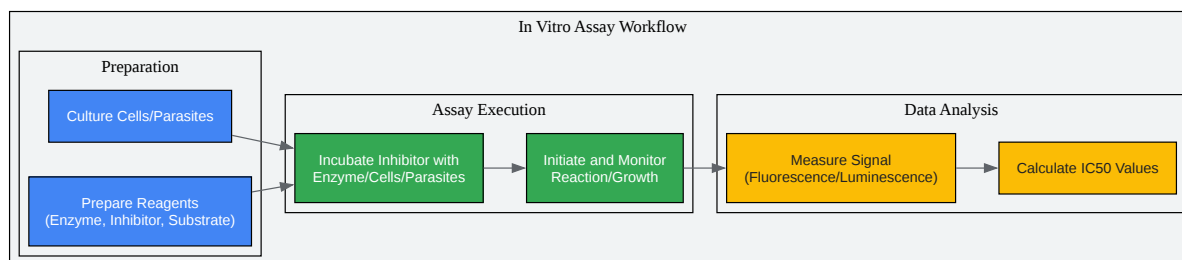 In Vitro Assay Workflow
Preparation
Culture Cells/Parasites
Prepare Reagents
(Enzyme, Inhibitor, Substrate)
Assay Execution
Incubate Inhibitor with
Enzyme/Cells/Parasites
Initiate and Monitor
Reaction/Growth
Data Analysis
Measure Signal
(Fluorescence/Luminescence)
Calculate IC50 Values